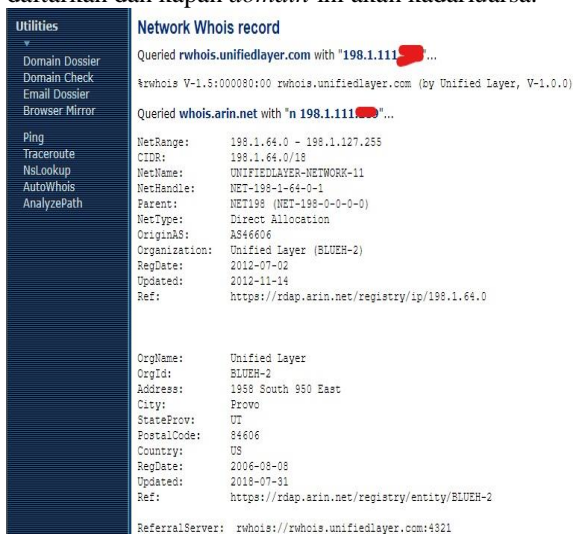 daftarkan dan kapan domain ini akan kadarluarsa.
Utilities
Domain Dossier
Domain Check
Email Dossier
Browser Mirror
Ping
Traceroute
NsLookup
AutoWhois
AnalyzePath
Network Whois record
Queried rwhois.unifiedlayer.com with "198.1.111. "...
%rwhois V-1.5:000080:00 rwhois.unifiedlayer.com (by Unified Layer, V-1.0.0)
Queried whois.arin.net with "n 198.1.111. "...
NetRange: 198.1.64.0 - 198.1.127.255
CIDR: 198.1.64.0/18
NetName: UNIFIEDLAYER-NETWORK-11
NetHandle: NET-198-1-64-0-1
Parent: NET198 (NET-198-0-0-0-0)
NetType: Direct Allocation
OriginAS: AS46606
Organization: Unified Layer (BLUEH-2)
RegDate: 2012-07-02
Updated: 2012-11-14
Ref: https://rdap.arin.net/registry/ip/198.1.64.0
OrgName: Unified Layer
OrgId: BLUEH-2
Address: 1958 South 950 East
City: Provo
StateProv: UT
PostalCode: 84606
Country: US
RegDate: 2006-08-08
Updated: 2018-07-31
Ref: https://rdap.arin.net/registry/entity/BLUEH-2
ReferralServer: rwhois://rwhois.unifiedlayer.com:4321